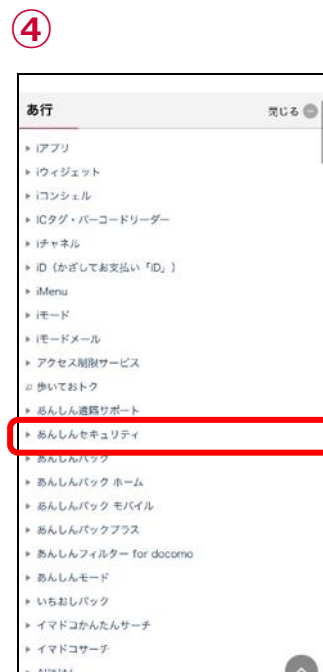 ④
あ行 閉じる
iアプリ
iウィジェット
iコンシェル
ICタグ・バーコードリーダー
iチャネル
iD（かざしてお支払い「iD」）
iMenu
iモード
iモードメール
アクセス制限サービス
歩いておトク
あんしん遠隔サポート
あんしんセキュリティ
あんしんパック
あんしんパック ホーム
あんしんパック モバイル
あんしんパックプラス
あんしんフィルター for docomo
あんしんモード
いちおしパック
イマドコかんたんサーチ
イマドコサーチ